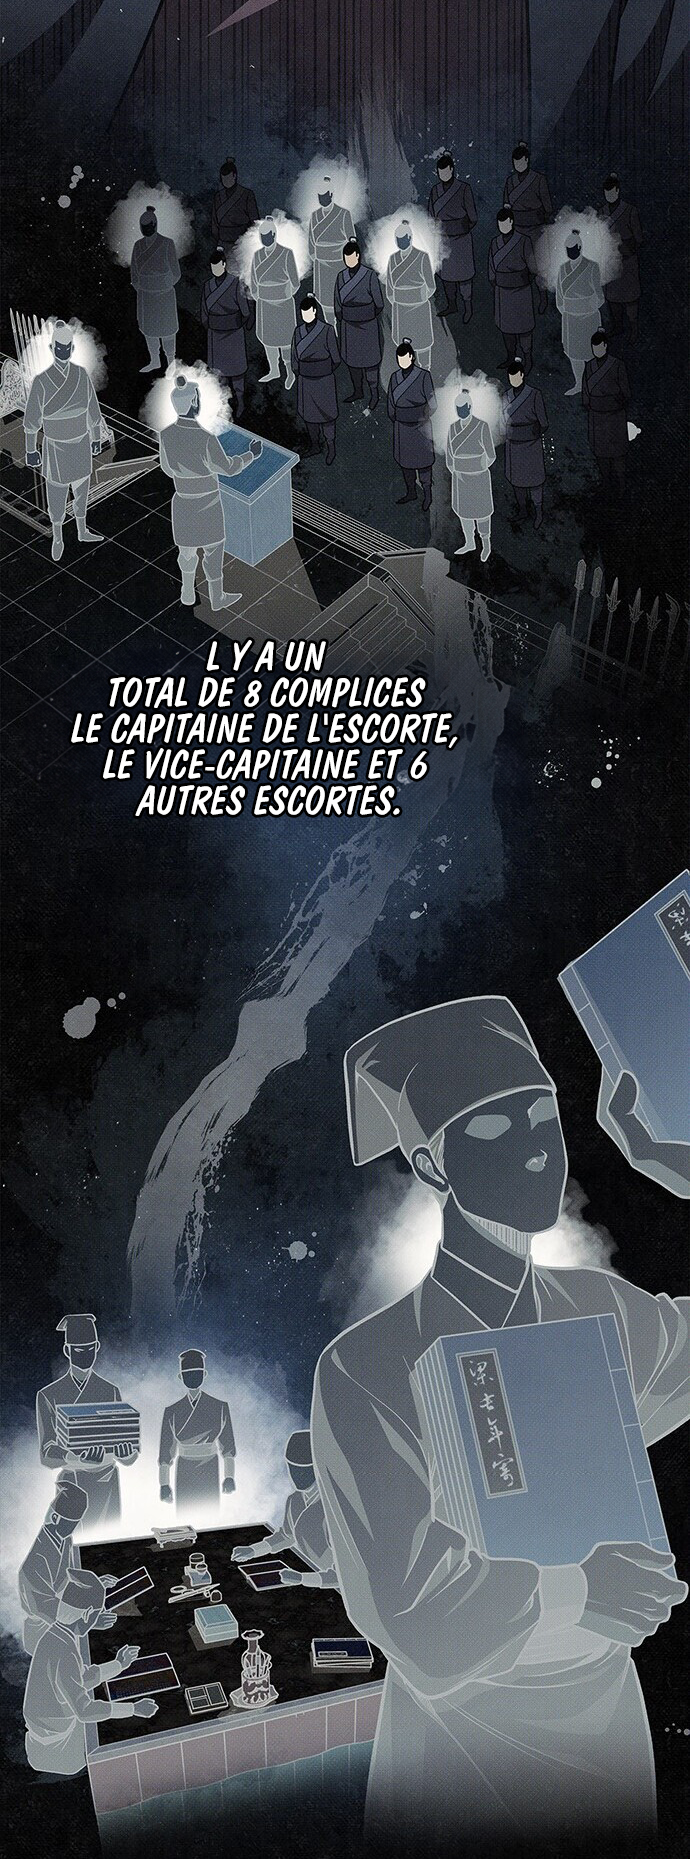 L Y A UN
TOTAL DE 8 COMPLICES
LE CAPITAINE DE L'ESCORTE,
LE VICE-CAPITAINE ET 6
AUTRES ESCORTES.